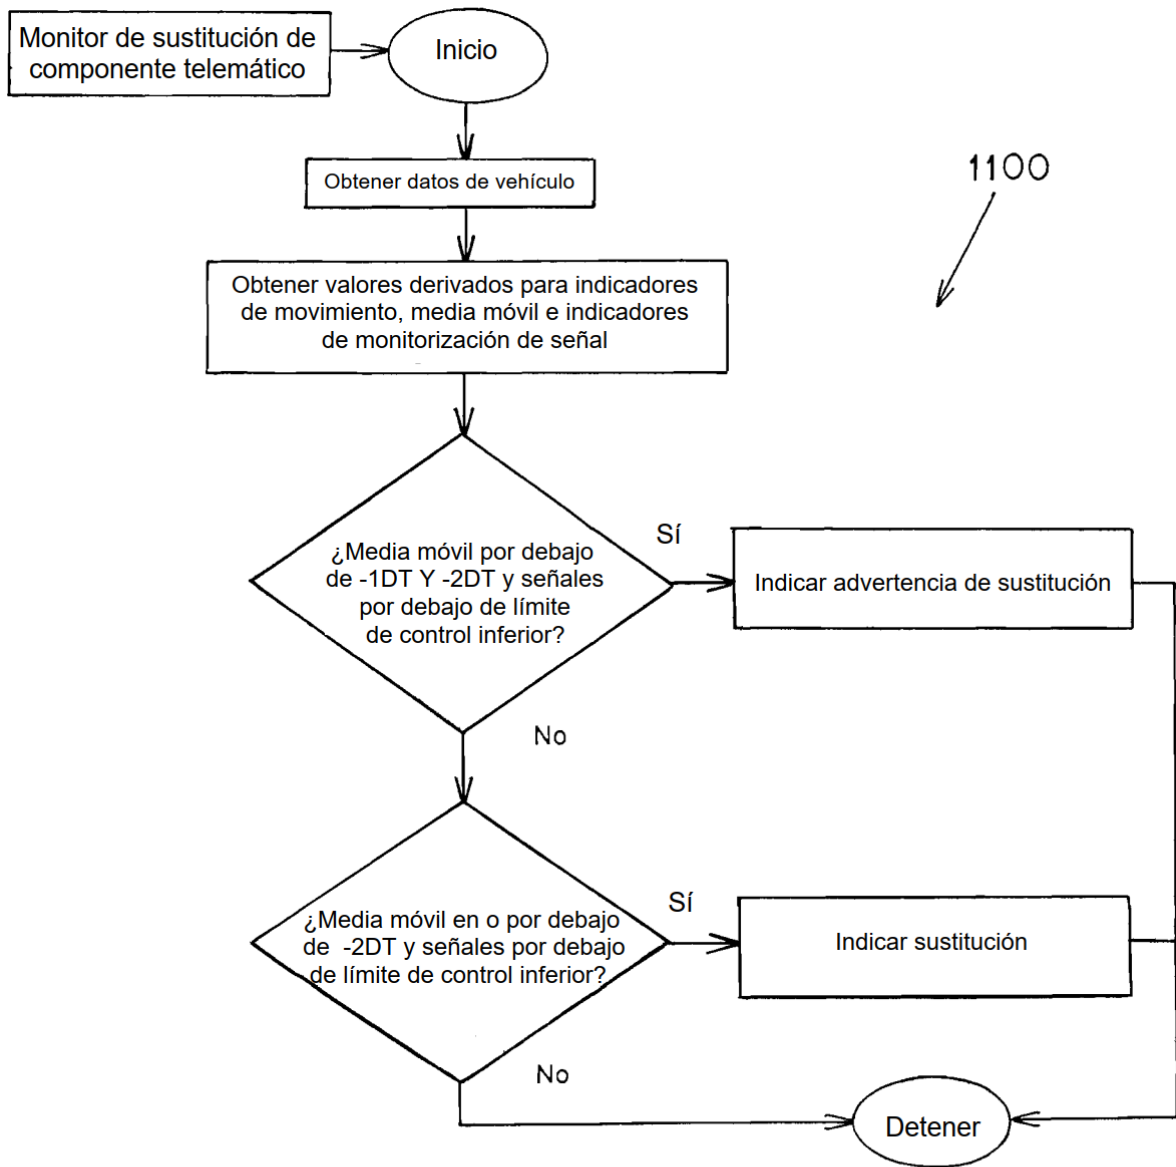 Monitor de sustitución de
componente telemático
Inicio
Obtener datos de vehículo
1100
Obtener valores derivados para indicadores
de movimiento, media móvil e indicadores
de monitorización de señal
¿Media móvil por debajo
de -1DT Y -2DT y señales
por debajo de límite
de control inferior?
Sí
Indicar advertencia de sustitución
No
¿Media móvil en o por debajo
de -2DT y señales por debajo
de límite de control inferior?
Sí
Indicar sustitución
No
Detener